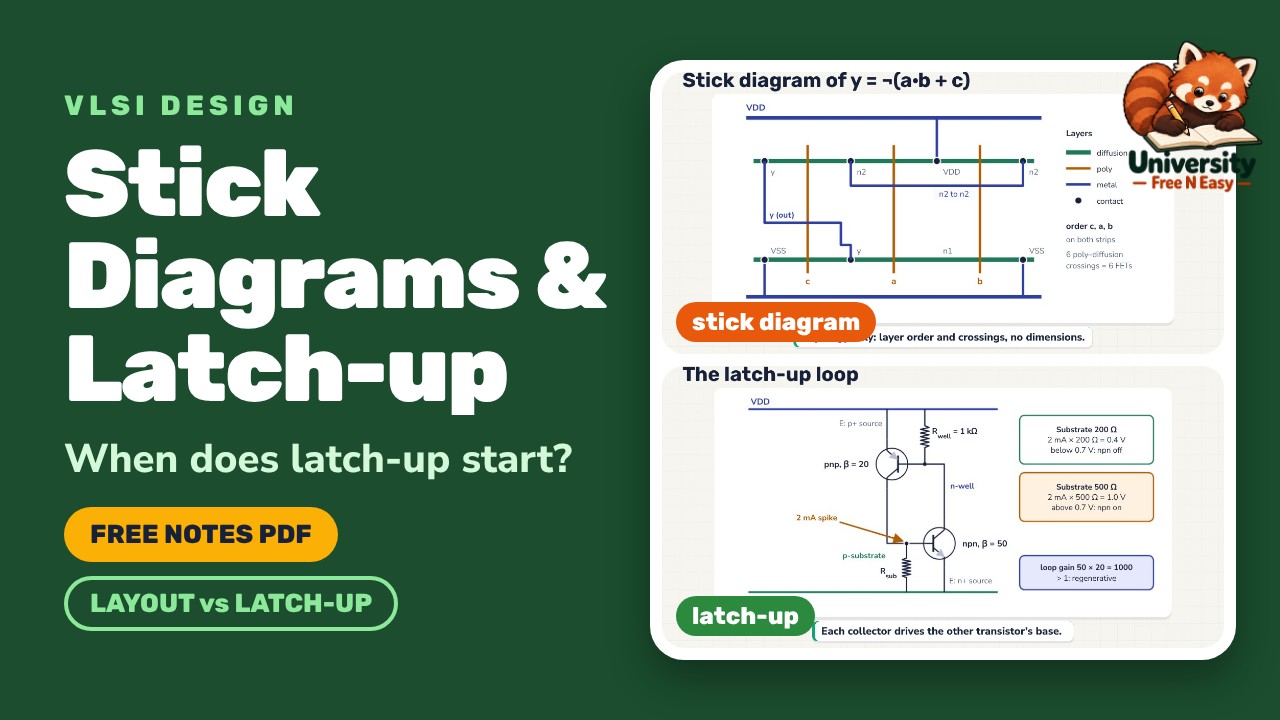 VLSI DESIGN
Stick
Diagrams &
Latch-up
When does latch-up start?
FREE NOTES PDF
LAYOUT vs LATCH-UP
Stick diagram of y = ¬(a•b + c)
VDD
y
n2
VDD
n2
n2 to n2
y (out)
VSS
y
n1
VSS
c
a
b
Layers
diffusion
poly
metal
contact
order c, a, b
on both strips
6 poly-diffusion
crossings = 6 FETs
stick diagram
layer order and crossings, no dimensions.
University
Free N Easy
The latch-up loop
VDD
E: p+ source
Rwell = 1 kΩ
pnp, β = 20
n-well
2 mA spike
npn, β = 50
p-substrate
Rsub
E: n+ source
Substrate 200 Ω
2 mA × 200 Ω = 0.4 V
below 0.7 V: npn off
Substrate 500 Ω
2 mA × 500 Ω = 1.0 V
above 0.7 V: npn on
loop gain 50 × 20 = 1000
> 1: regenerative
latch-up
Each collector drives the other transistor's base.